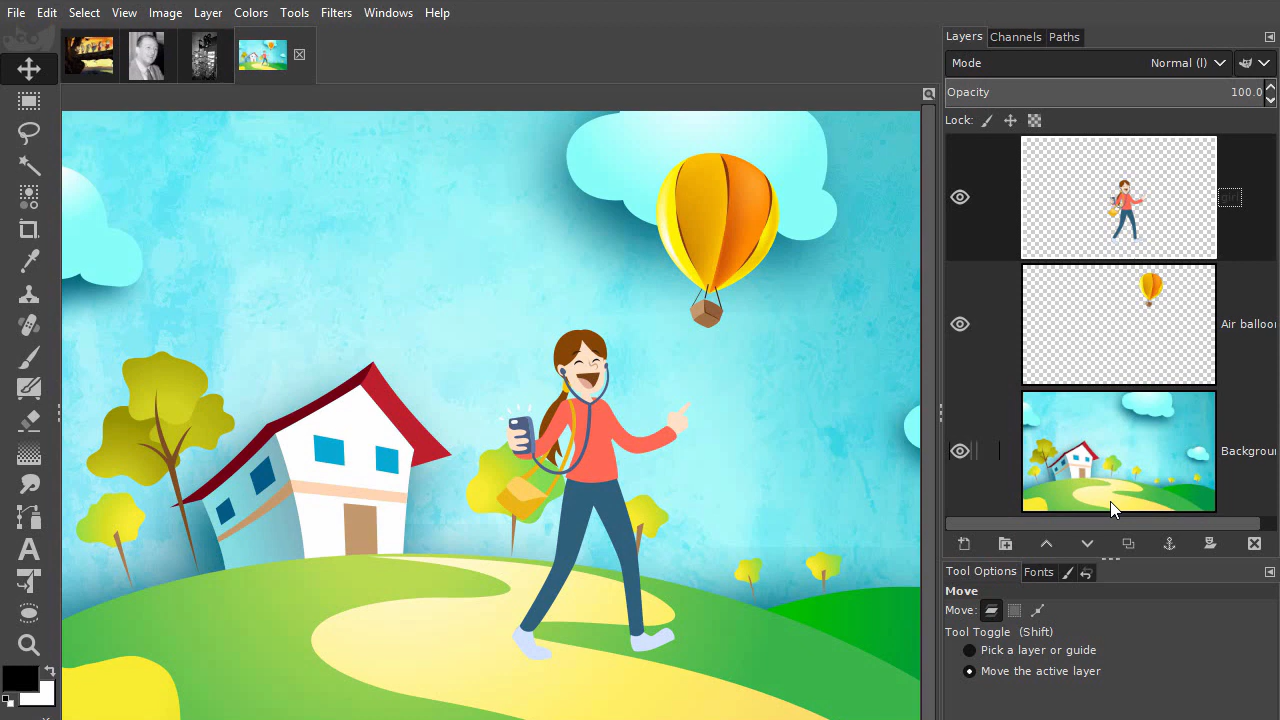 File Edit Select View Image Layer Colors Tools Filters Windows Help
Layers Channels Paths
Mode Normal (l)
Opacity 100.0
Lock:
Air balloo
Backgrou
Tool Options Fonts
Move
Move:
Tool Toggle (Shift)
Pick a layer or guide
Move the active layer